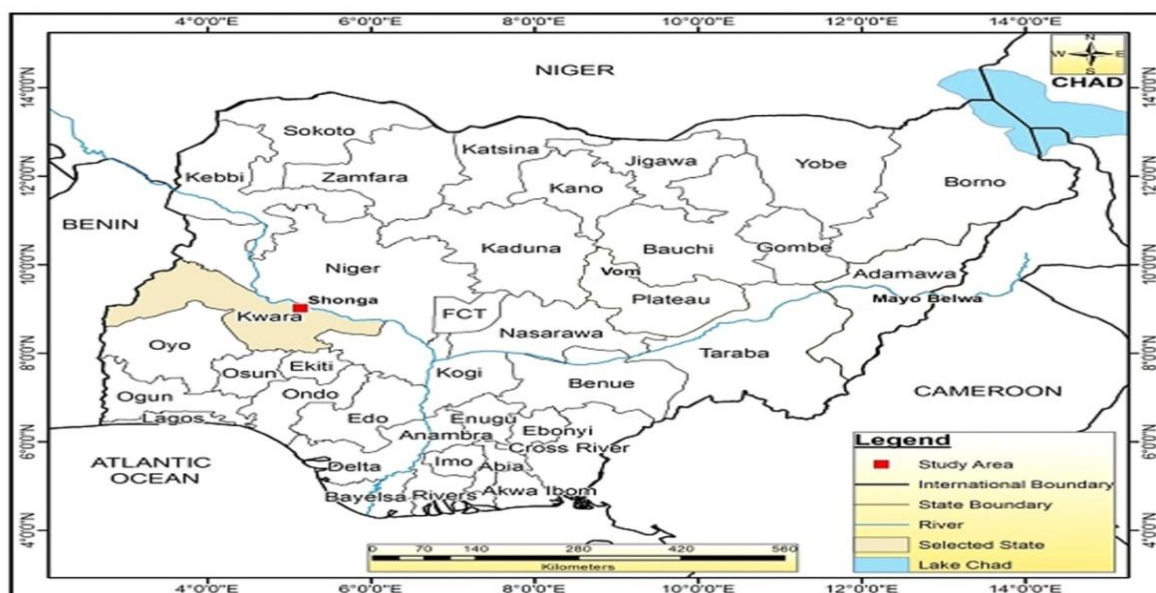 4°0'0"E 6°0'0"E 8°0'0"E 10°0'0"E 12°0'0"E 14°0'0"E
N
W E
S
NIGER
CHAD
14°0'0"N
14°0'0"N
Sokoto
Katsina
Jigawa
Yobe
Kebbi
Zamfara
Kano
Borno
12°0'0"N
12°0'0"N
BENIN
Kaduna
Bauchi
Gombe
Niger
Vom
Adamawa
10°0'0"N
10°0'0"N
Shonga
Plateau
Mayo Belwa
Kwara
FCT
Nasarawa
Oyo
Taraba
8°0'0"N
8°0'0"N
Osun
Ekiti
Kogi
Benue
CAMEROON
Ogun
Ondo
Lagos
Edo
Enugu
Ebonyi
Anambra
Cross River
6°0'0"N
6°0'0"N
ATLANTIC
OCEAN
Delta
Imo
Abia
Bayelsa
Rivers
Akwa Ibom
4°0'0"N
4°0'0"N
Legend
Study Area
International Boundary
State Boundary
River
Selected State
Lake Chad
0 70 140 280 420 560
Kilometers
4°0'0"E 6°0'0"E 8°0'0"E 10°0'0"E 12°0'0"E 14°0'0"E